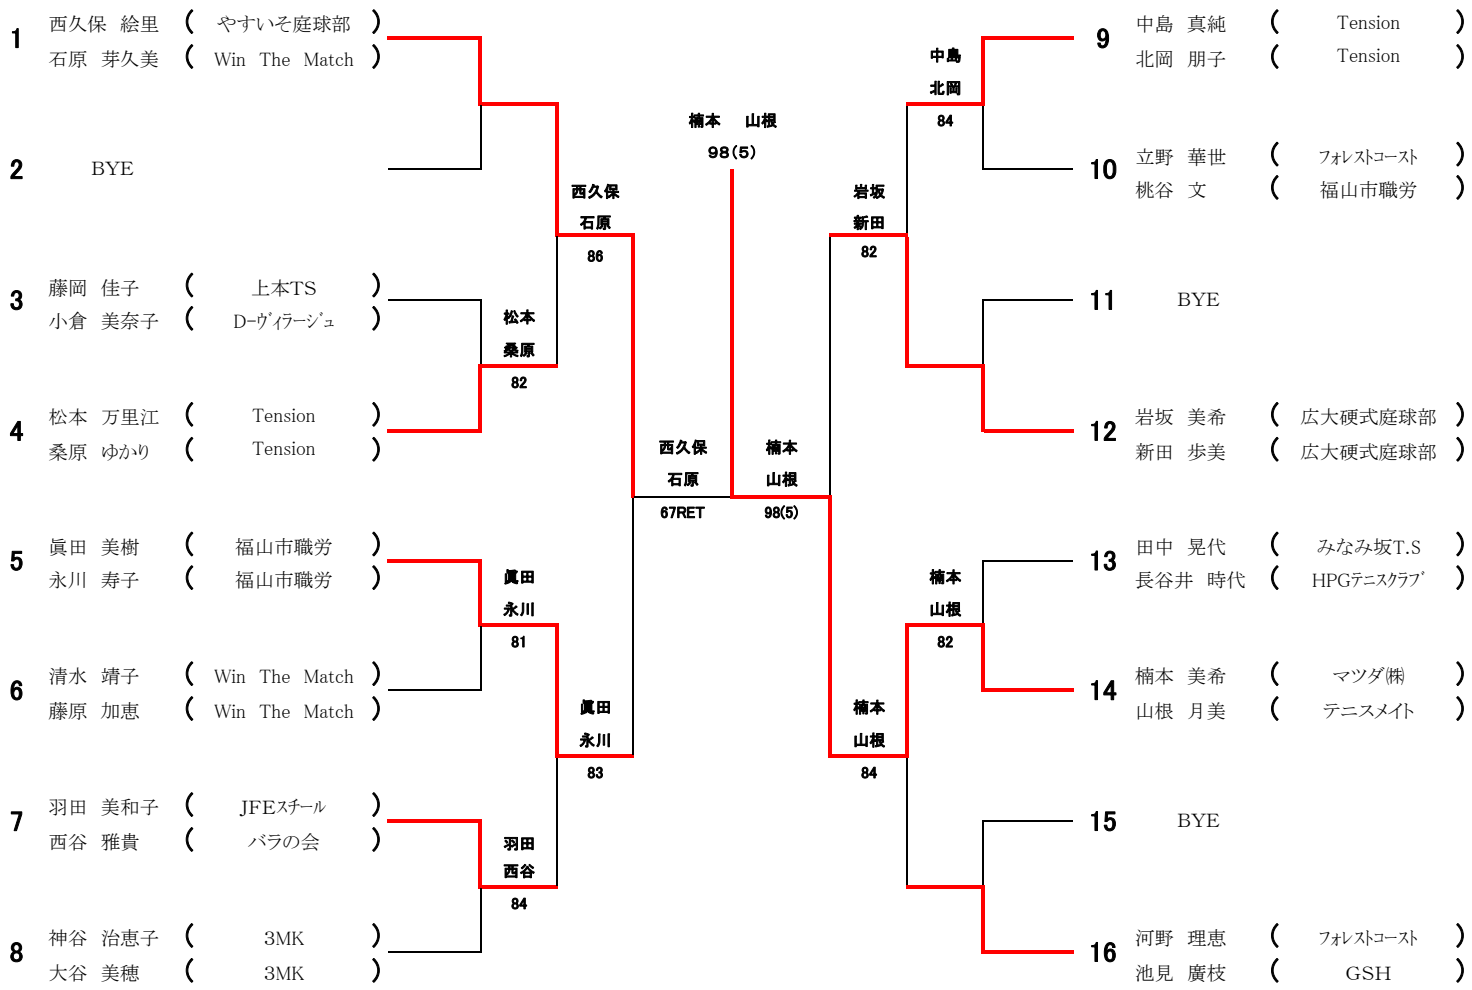 1 西久保 絵里 ( やすいそ庭球部 )
石原 芽久美 ( Win The Match )
2 BYE
3 藤岡 佳子 ( 上本TS )
小倉 美奈子 ( D-ヴィラージュ )
4 松本 万里江 ( Tension )
桑原 ゆかり ( Tension )
5 眞田 美樹 ( 福山市職労 )
永川 寿子 ( 福山市職労 )
6 清水 靖子 ( Win The Match )
藤原 加恵 ( Win The Match )
7 羽田 美和子 ( JFEスチール )
西谷 雅貴 ( バラの会 )
8 神谷 治恵子 ( 3MK )
大谷 美穂 ( 3MK )
松本
桑原
82
眞田
永川
81
羽田
西谷
84
西久保
石原
86
眞田
永川
83
西久保
石原
67RET
楠本 山根
98(5)
楠本
山根
98(5)
岩坂
新田
82
楠本
山根
84
中島
北岡
84
楠本
山根
82
9 中島 真純 ( Tension )
北岡 朋子 ( Tension )
10 立野 華世 ( フォレストコースト )
桃谷 文 ( 福山市職労 )
11 BYE
12 岩坂 美希 ( 広大硬式庭球部 )
新田 歩美 ( 広大硬式庭球部 )
13 田中 晃代 ( みなみ坂T.S )
長谷井 時代 ( HPGテニスクラブ )
14 楠本 美希 ( マツダ㈱ )
山根 月美 ( テニスメイト )
15 BYE
16 河野 理恵 ( フォレストコースト )
池見 廣枝 ( GSH )